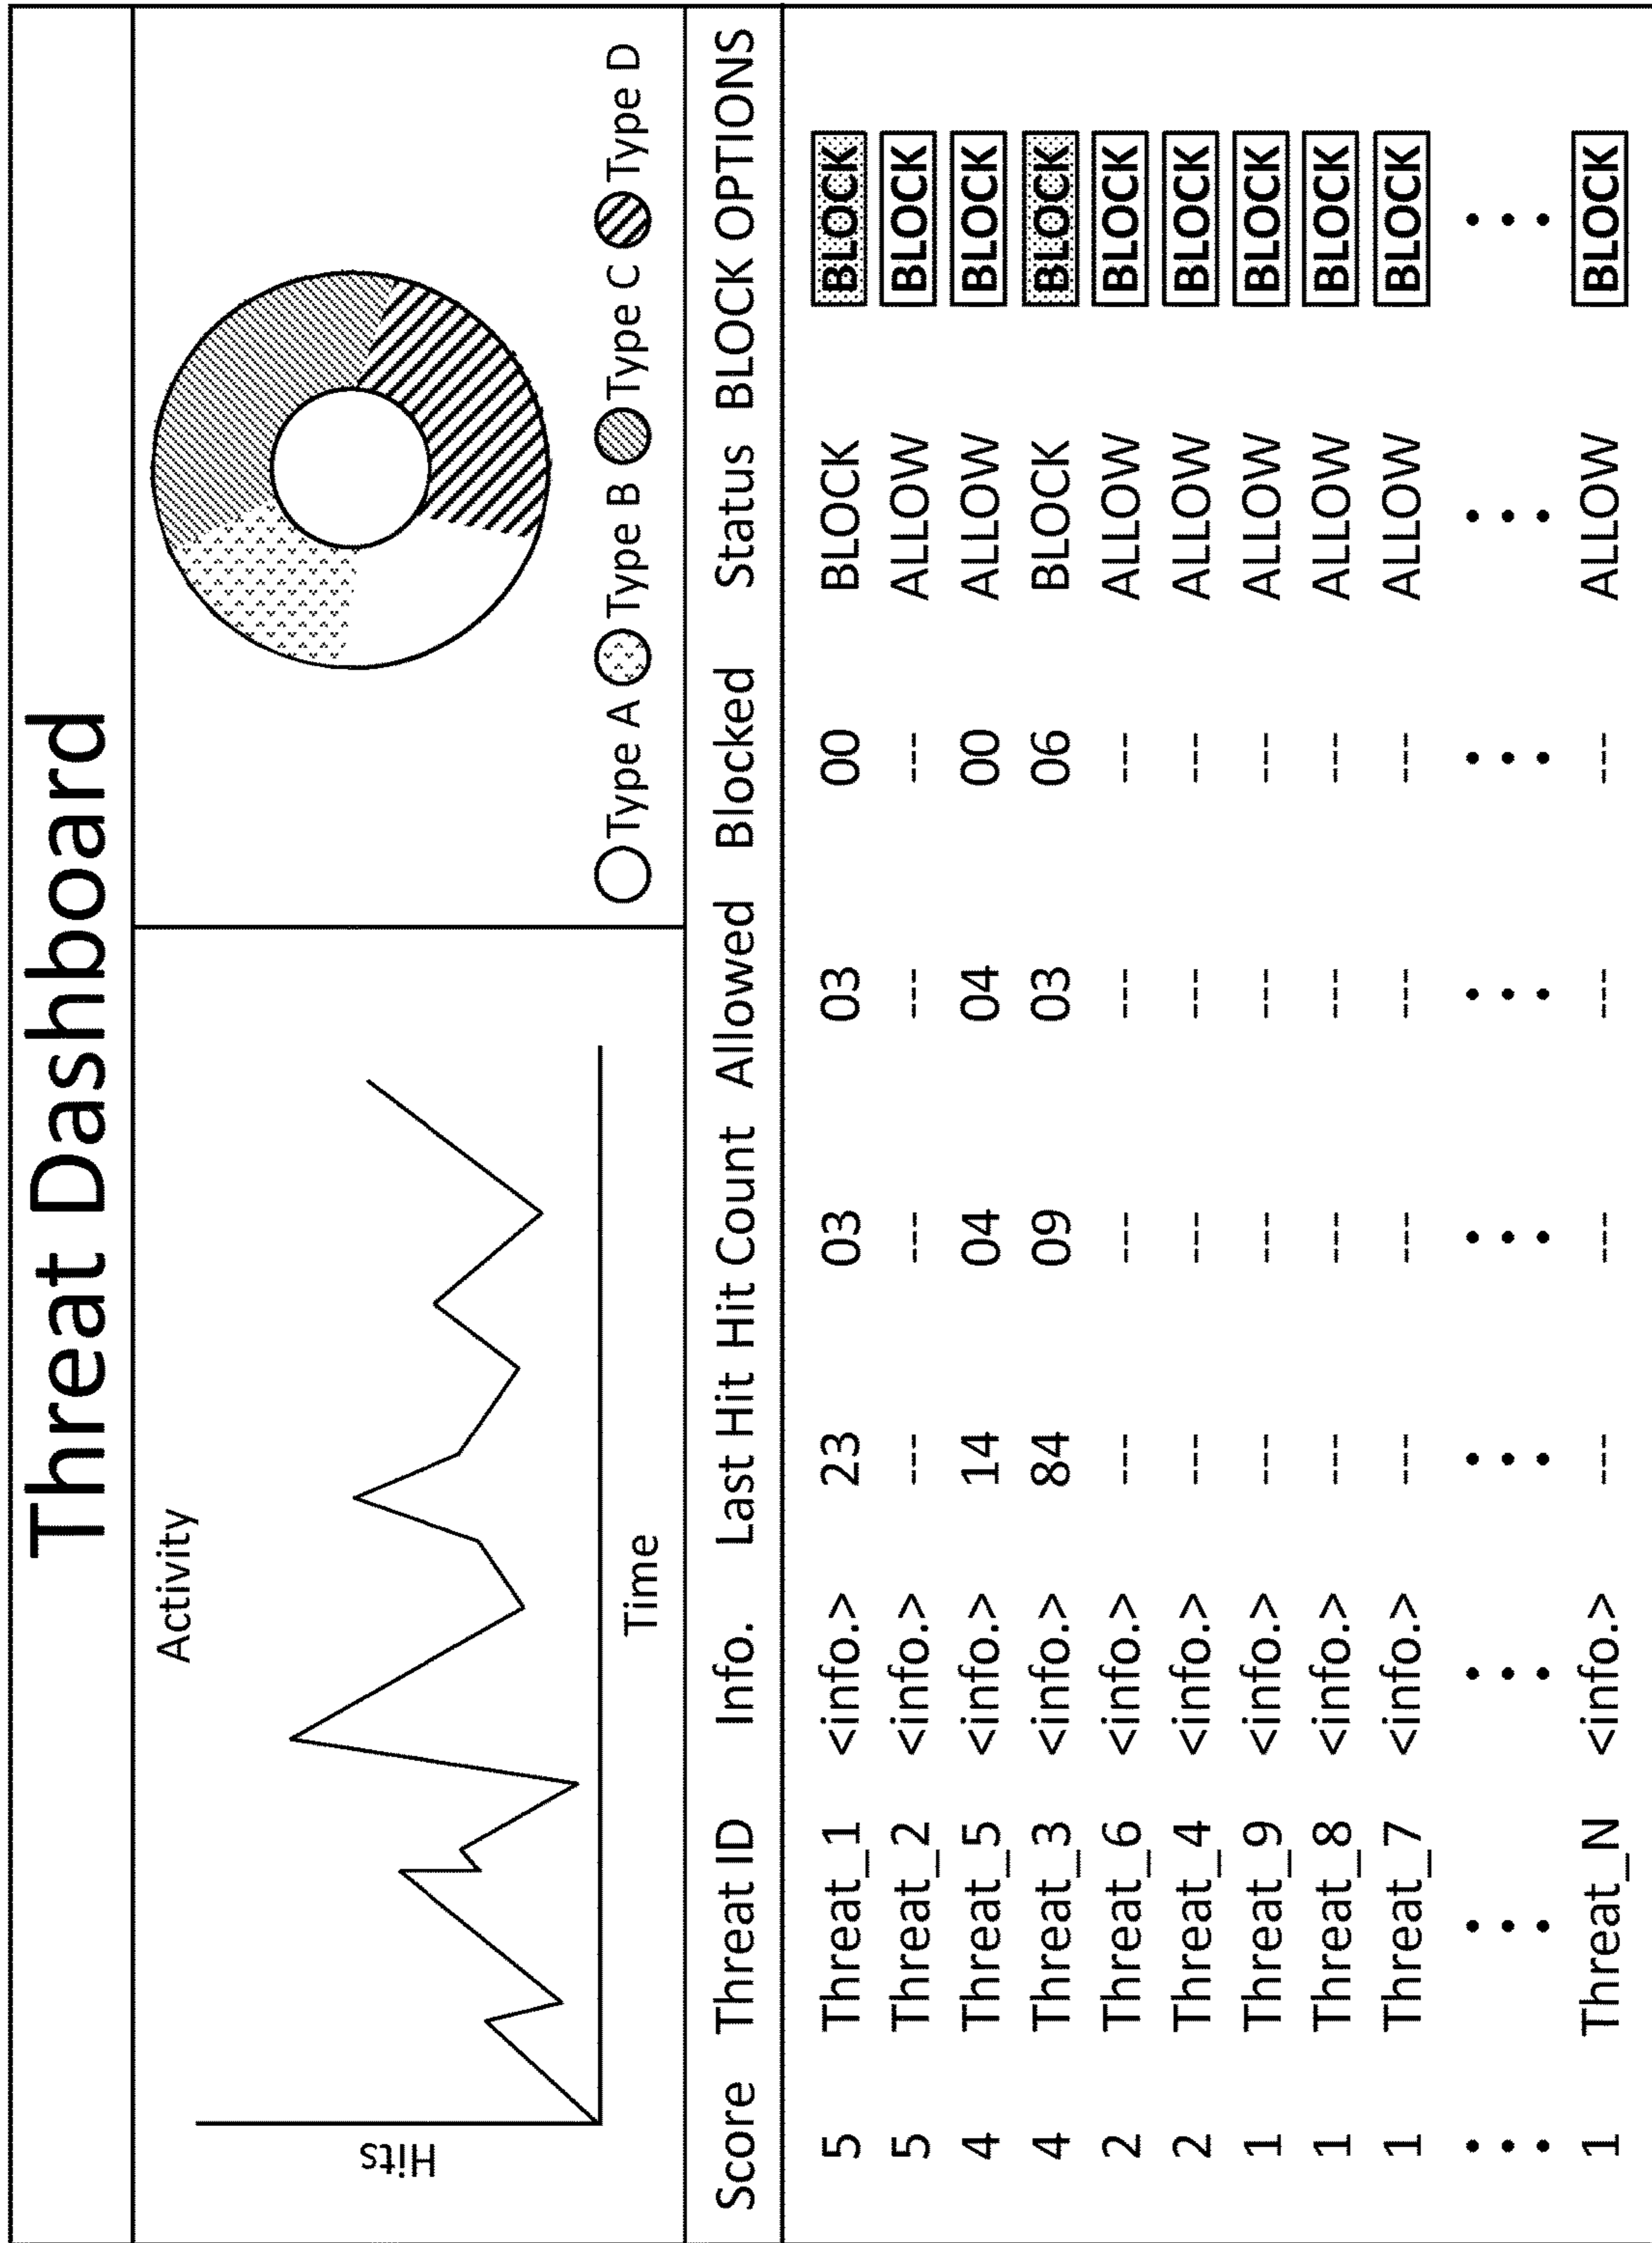 Threat Dashboard
Activity
Hits
Time
Type A Type B Type C Type D
Score Threat ID Info. Last Hit Hit Count Allowed Blocked Status BLOCK OPTIONS
5 Threat_1 <info.> 23 03 03 00 BLOCK BLOCK
5 Threat_2 <info.> --- --- --- --- ALLOW BLOCK
4 Threat_5 <info.> 14 04 04 00 ALLOW BLOCK
4 Threat_3 <info.> 84 09 03 06 BLOCK BLOCK
2 Threat_6 <info.> --- --- --- --- ALLOW BLOCK
2 Threat_4 <info.> --- --- --- --- ALLOW BLOCK
1 Threat_9 <info.> --- --- --- --- ALLOW BLOCK
1 Threat_8 <info.> --- --- --- --- ALLOW BLOCK
1 Threat_7 <info.> --- --- --- --- ALLOW BLOCK
1 Threat_N <info.> --- --- --- --- ALLOW BLOCK